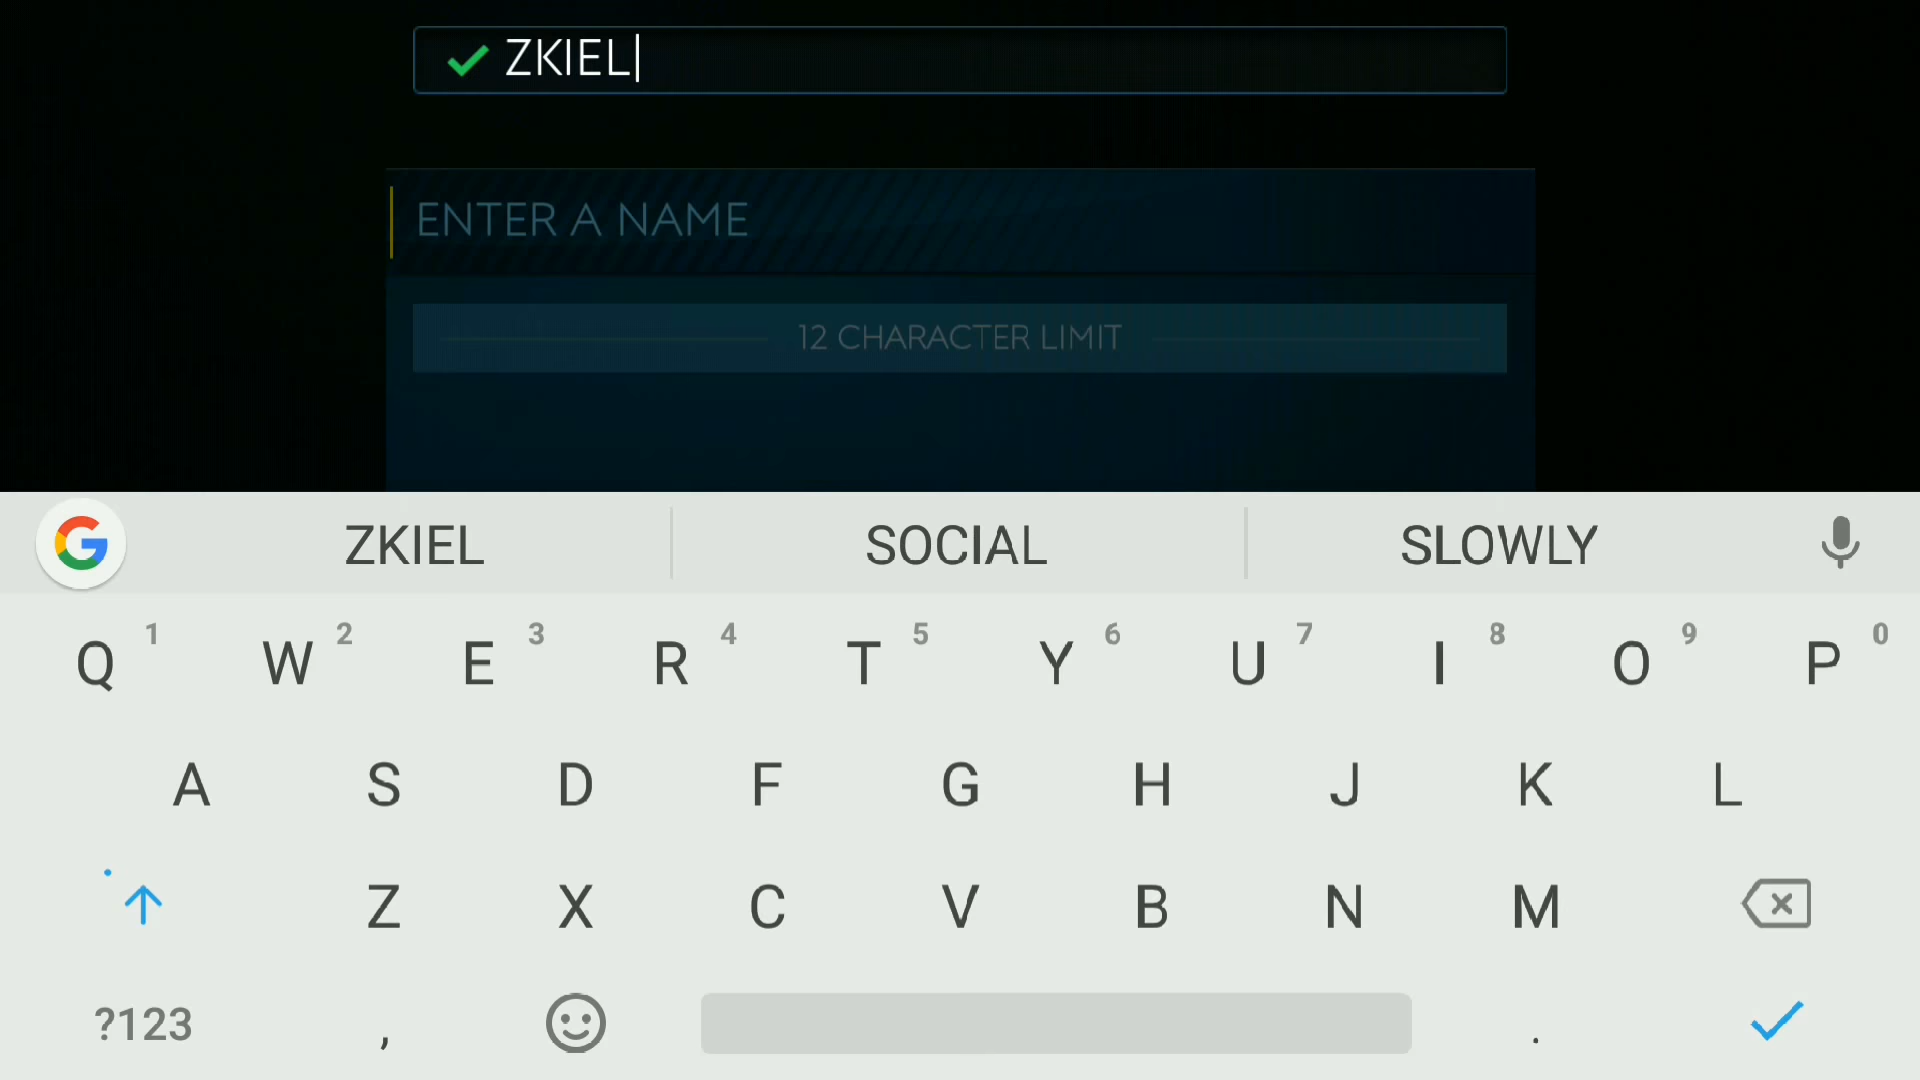 ZKIEL
ENTER A NAME
12 CHARACTER LIMIT
ZKIEL SOCIAL SLOWLY
Q 1 W 2 E 3 R 4 T 5 Y 6 U 7 I 8 O 9 P 0
A S D F G H J K L
Z X C V B N M
?123 , .